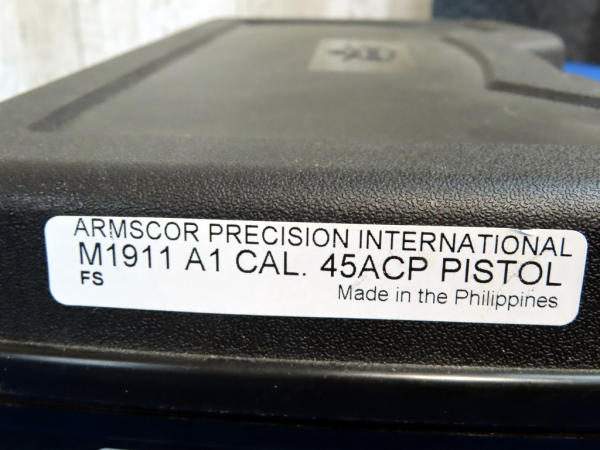 ARMSCOR PRECISION INTERNATIONAL
M1911 A1 CAL. 45ACP PISTOL
FS
Made in the Philippines